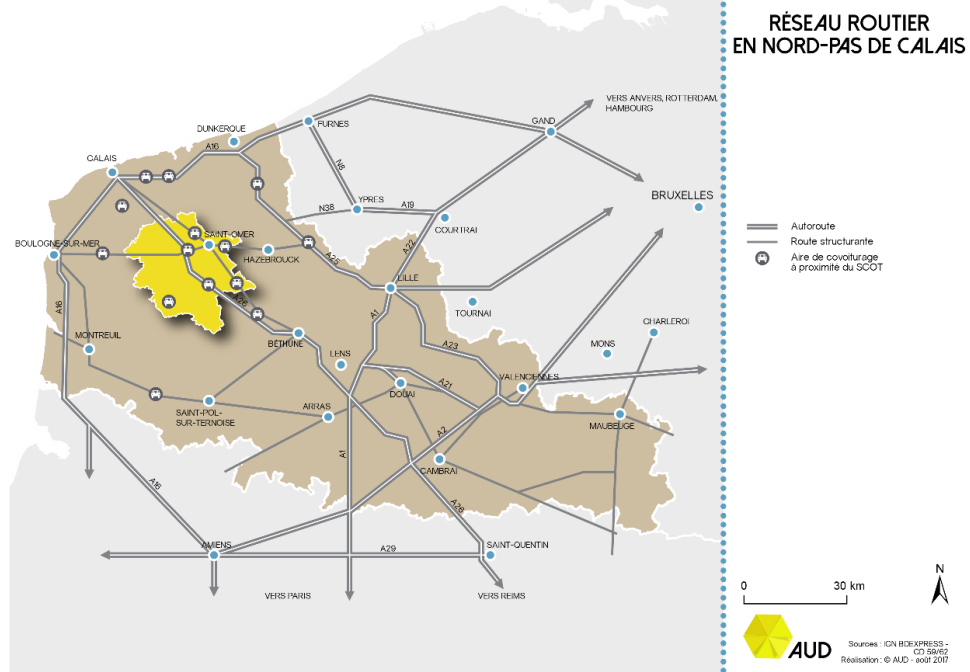 RÉSEAU ROUTIER
EN NORD-PAS DE CALAIS
VERS ANVERS, ROTTERDAM,
HAMBOURG
GAND
FURNES
DUNKERQUE
A16
CALAIS
N8
BRUXELLES
YPRES
N38
A19
COURTRAI
SAINT-OMER
BOULOGNE-SUR-MER
HAZEBROUCK
A25
A22
LILLE
A16
A26
TOURNAI
A1
CHARLEROI
MONTREUIL
BÉTHUNE
A23
MONS
LENS
VALENCIENNES
A21
DOUAI
SAINT-POL-
SUR-TERNOISE
ARRAS
MAUBEUGE
A2
A1
CAMBRAI
A16
A26
AMIENS
A29
SAINT-QUENTIN
VERS PARIS
VERS REIMS
Autoroute
Route structurante
Aire de covoiturage
à proximité du SCOT
N
0
30 km
AUD
Sources : IGN BDEXPRESS -
CD 59/62
Réalisation : © AUD - août 2017